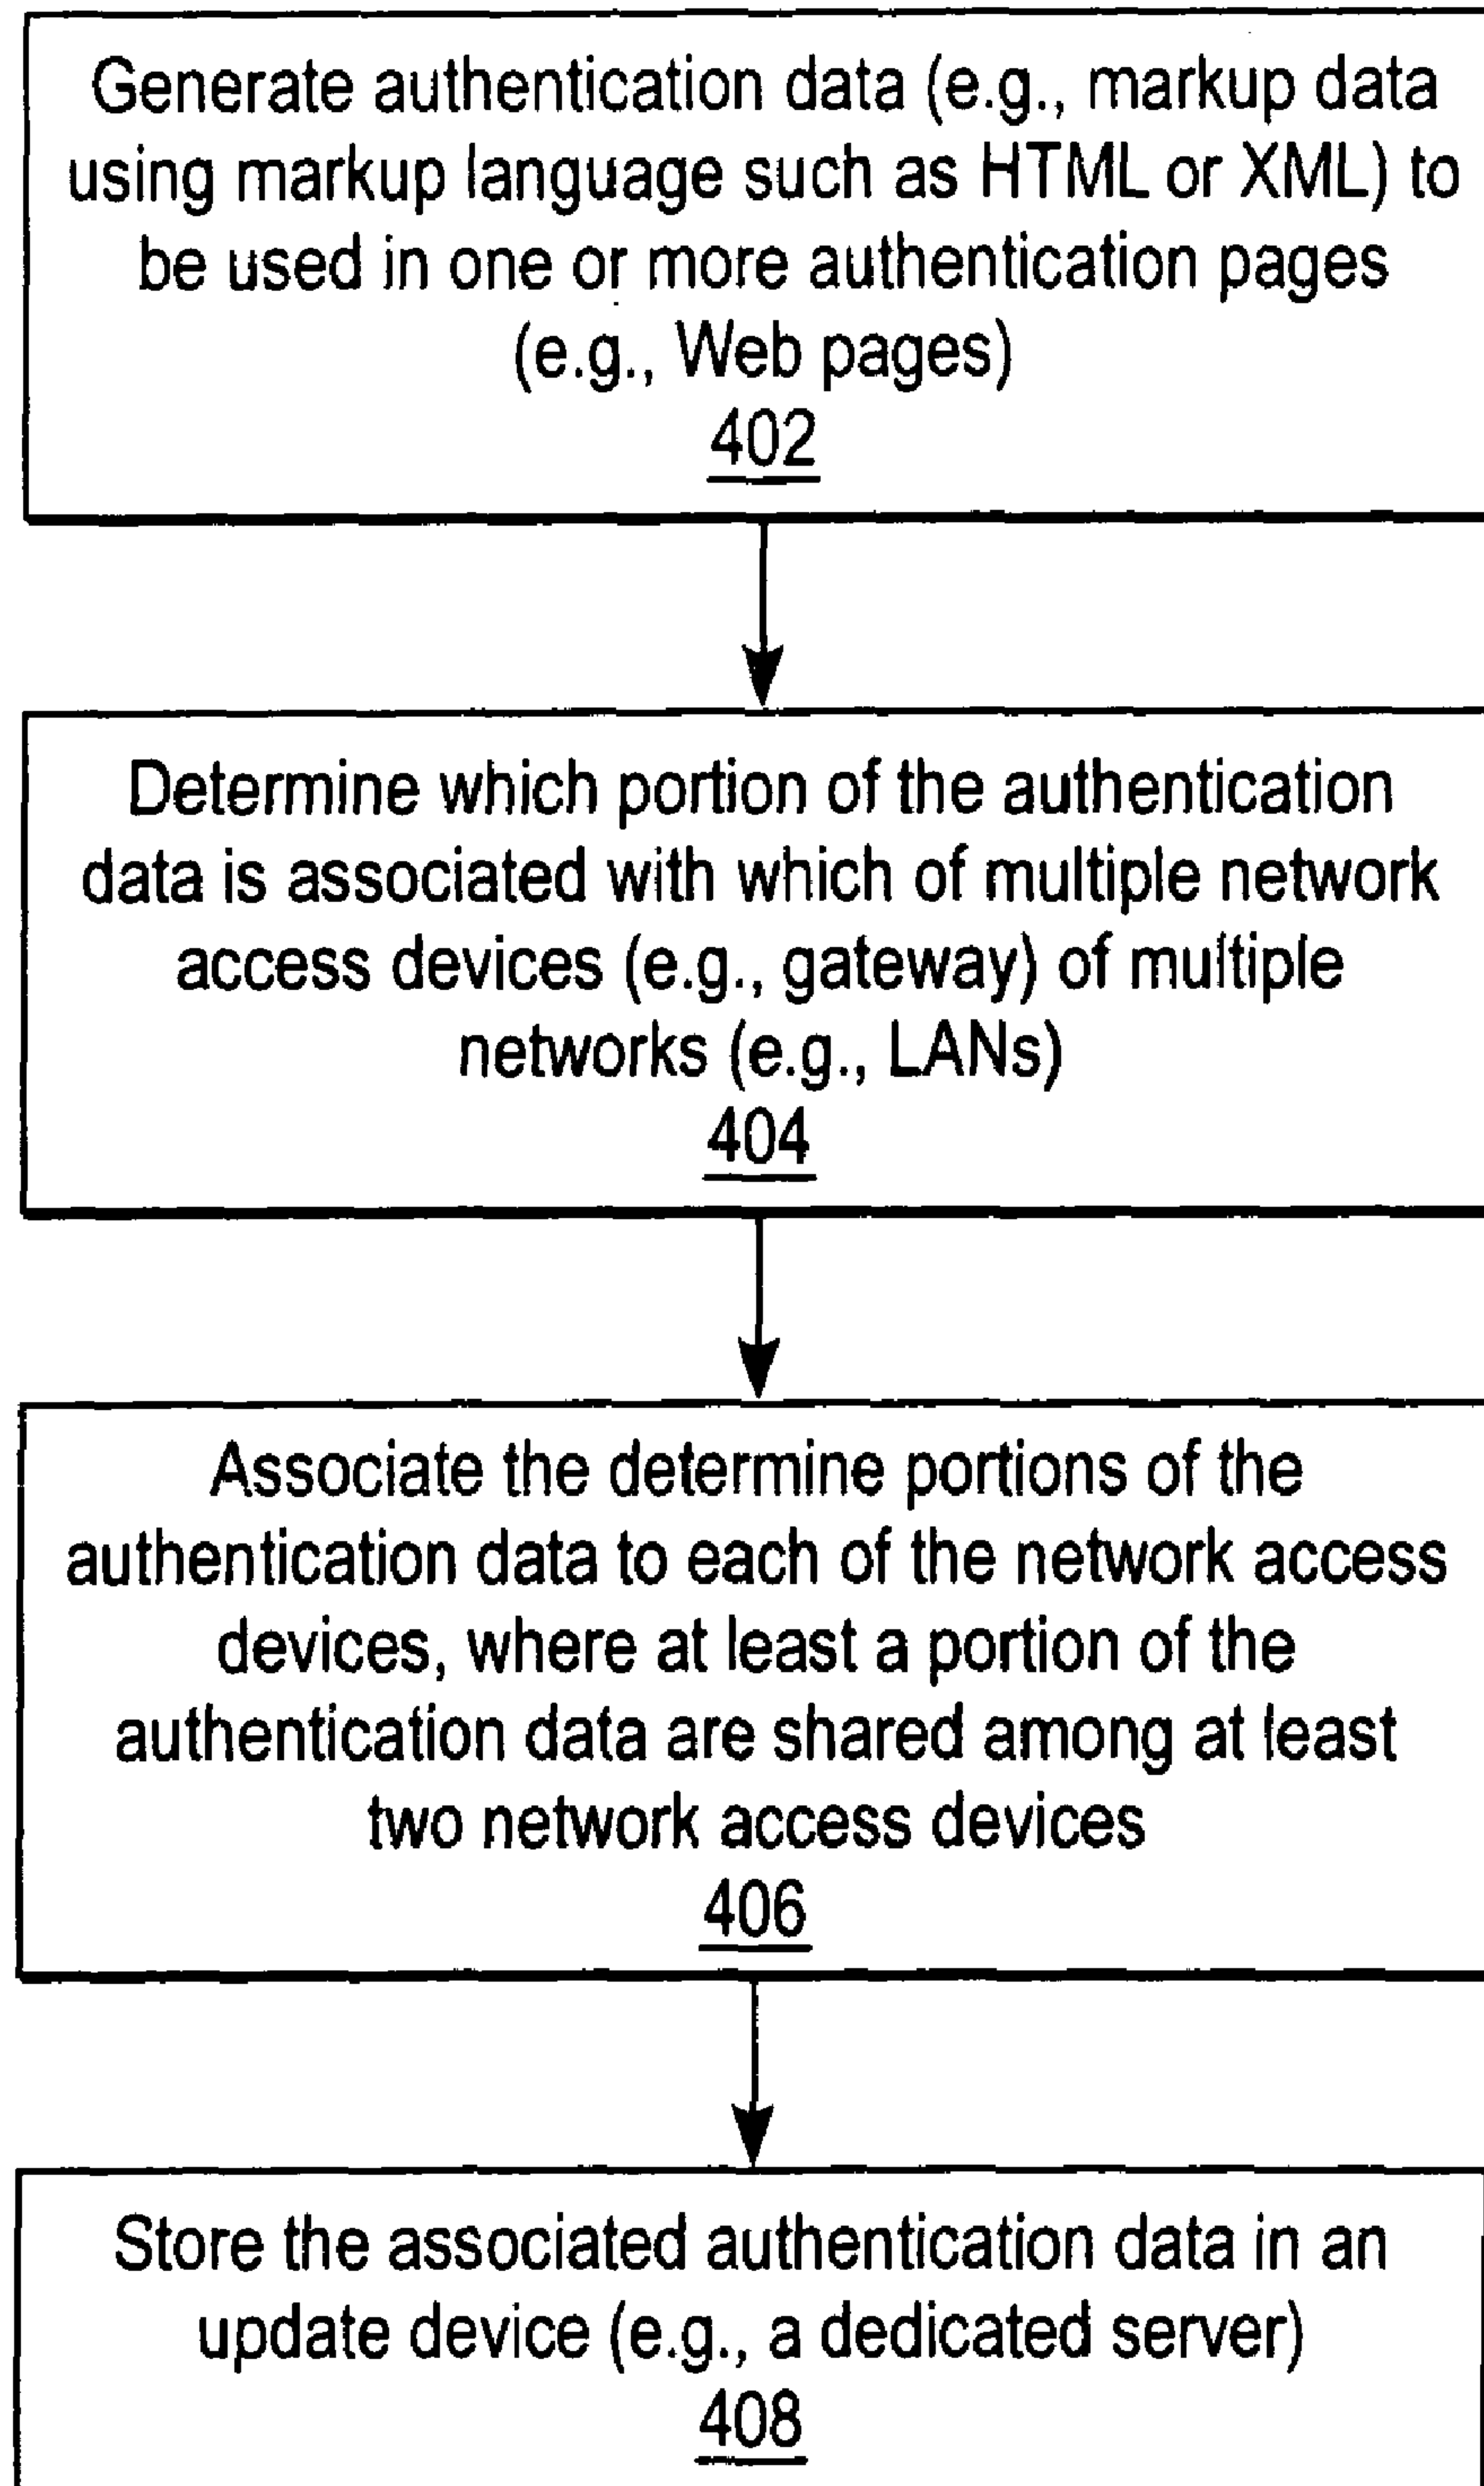 Generate authentication data (e.g., markup data
using markup language such as HTML or XML) to
be used in one or more authentication pages
(e.g., Web pages)
402
Determine which portion of the authentication
data is associated with which of multiple network
access devices (e.g., gateway) of multiple
networks (e.g., LANs)
404
Associate the determine portions of the
authentication data to each of the network access
devices, where at least a portion of the
authentication data are shared among at least
two network access devices
406
Store the associated authentication data in an
update device (e.g., a dedicated server)
408